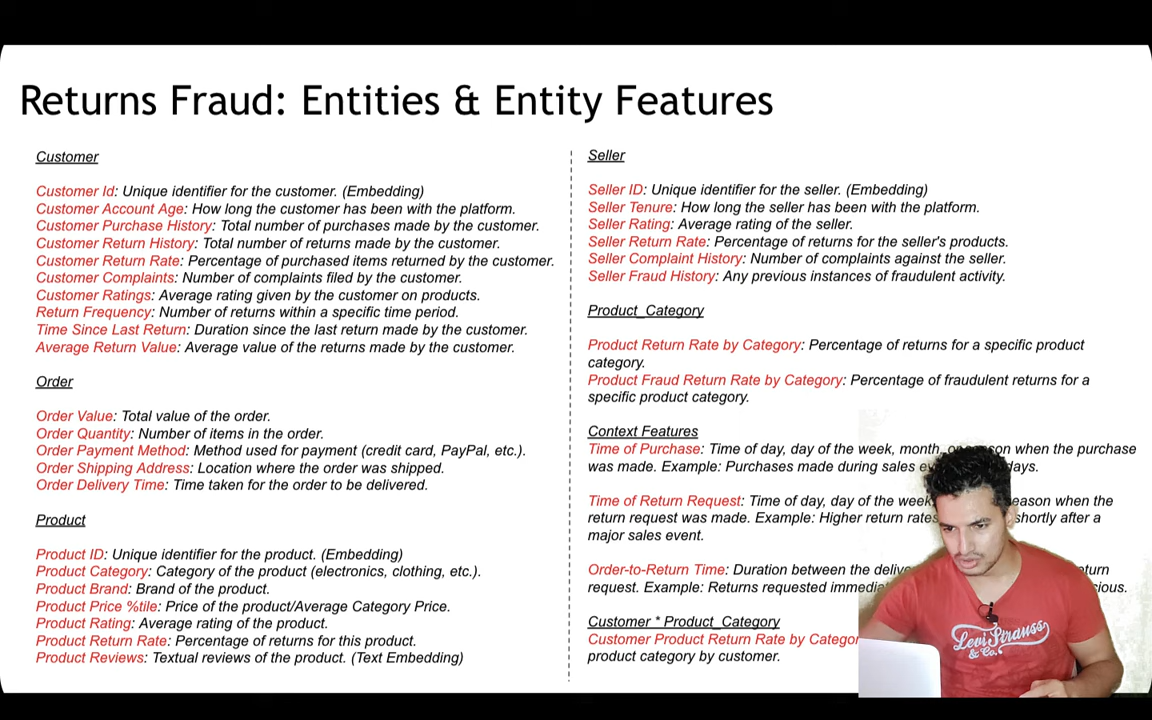 Returns Fraud: Entities & Entity Features
Customer
Customer Id: Unique identifier for the customer. (Embedding)
Customer Account Age: How long the customer has been with the platform.
Customer Purchase History: Total number of purchases made by the customer.
Customer Return History: Total number of returns made by the customer.
Customer Return Rate: Percentage of purchased items returned by the customer.
Customer Complaints: Number of complaints filed by the customer.
Customer Ratings: Average rating given by the customer on products.
Return Frequency: Number of returns within a specific time period.
Time Since Last Return: Duration since the last return made by the customer.
Average Return Value: Average value of the returns made by the customer.
Order
Order Value: Total value of the order.
Order Quantity: Number of items in the order.
Order Payment Method: Method used for payment (credit card, PayPal, etc.).
Order Shipping Address: Location where the order was shipped.
Order Delivery Time: Time taken for the order to be delivered.
Product
Product ID: Unique identifier for the product. (Embedding)
Product Category: Category of the product (electronics, clothing, etc.).
Product Brand: Brand of the product.
Product Price %tile: Price of the product/Average Category Price.
Product Rating: Average rating of the product.
Product Return Rate: Percentage of returns for this product.
Product Reviews: Textual reviews of the product. (Text Embedding)
Seller
Seller ID: Unique identifier for the seller. (Embedding)
Seller Tenure: How long the seller has been with the platform.
Seller Rating: Average rating of the seller.
Seller Return Rate: Percentage of returns for the seller's products.
Seller Complaint History: Number of complaints against the seller.
Seller Fraud History: Any previous instances of fraudulent activity.
Product_Category
Product Return Rate by Category: Percentage of returns for a specific product
category.
Product Fraud Return Rate by Category: Percentage of fraudulent returns for a
specific product category.
Context Features
Time of Purchase: Time of day, day of the week, month, when the purchase
was made. Example: Purchases made during sales
Time of Return Request: Time of day, day of the week when the
return request was made. Example: Higher return rates shortly after a
major sales event.
Order-to-Return Time: Duration between the
request. Example: Returns requested
Customer * Product_Category
Customer Product Return Rate by
product category by customer.
Levi Strauss
& Co.